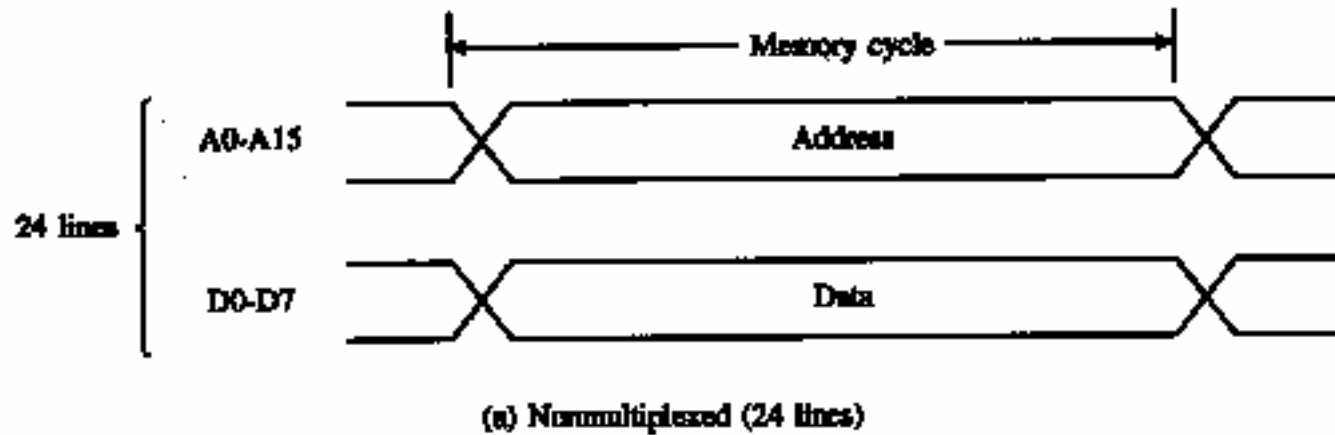 Memory cycle
A0-A15
Address
24 lines
D0-D7
Data
(a) Nonmultiplexed (24 lines)